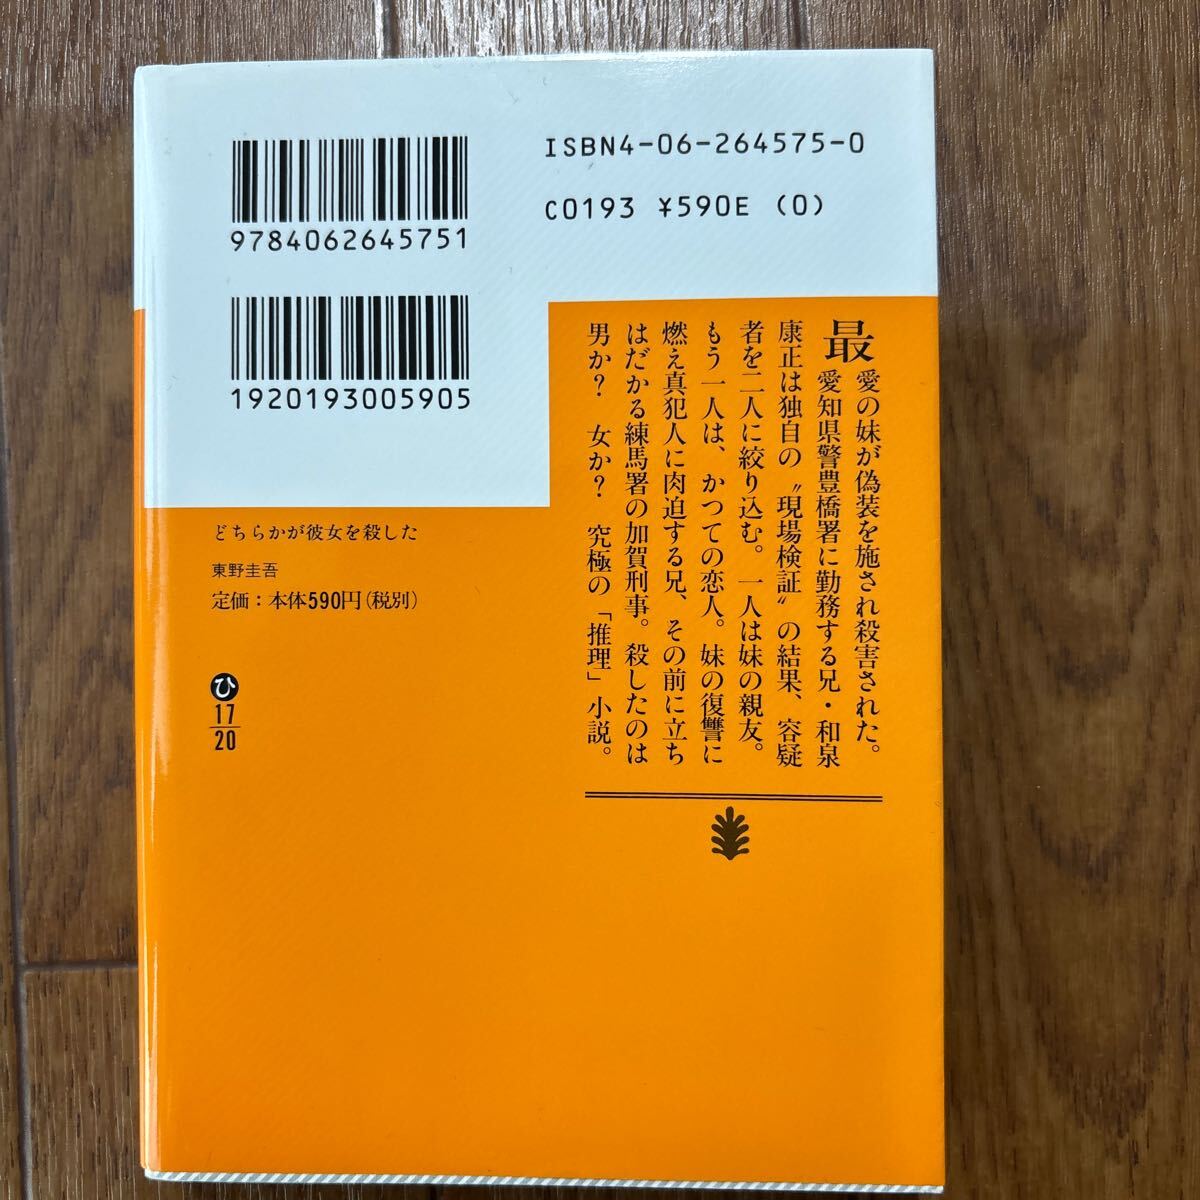 ISBN4-06-264575-0
C0193 ¥590E (0)
9784062645751
1920193005905
最愛の妹が偽装を施され殺害された。
愛知県警豊橋署に勤務する兄・和泉
康正は独自の〝現場検証〟の結果、容疑
者を二人に絞り込む。一人は妹の親友。
もう一人は、かつての恋人。妹の復讐に
燃え真犯人に肉迫する兄、その前に立ち
はだかる練馬署の加賀刑事。殺したのは
男か？ 女か？ 究極の「推理」小説。
どちらかが彼女を殺した
東野圭吾
定価：本体590円（税別）
ひ
17
20